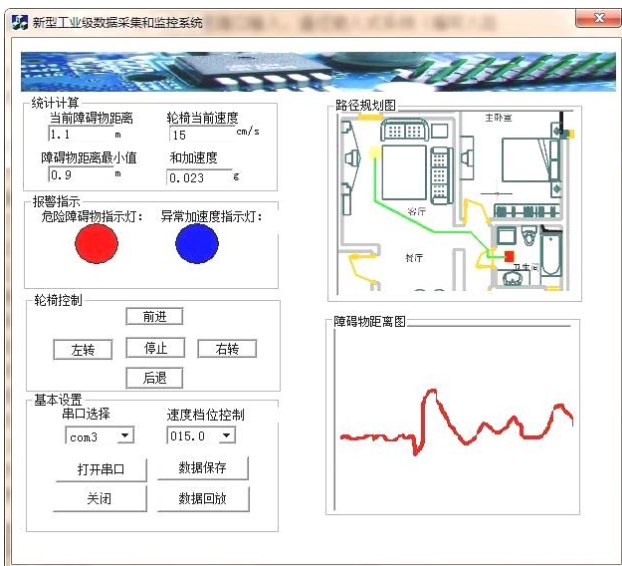 新型工业级数据采集和监控系统
统计计算
当前障碍物距离 轮椅当前速度
1.1 m 15 cm/s
障碍物距离最小值 和加速度
0.9 m 0.023 g
报警指示
危险障碍物指示灯: 异常加速度指示灯:
轮椅控制
前进
左转 停止 右转
后退
基本设置
串口选择 速度档位控制
com3 015.0
打开串口 数据保存
关闭 数据回放
路径规划图
主卧室
客厅
餐厅
卫生间
障碍物距离图